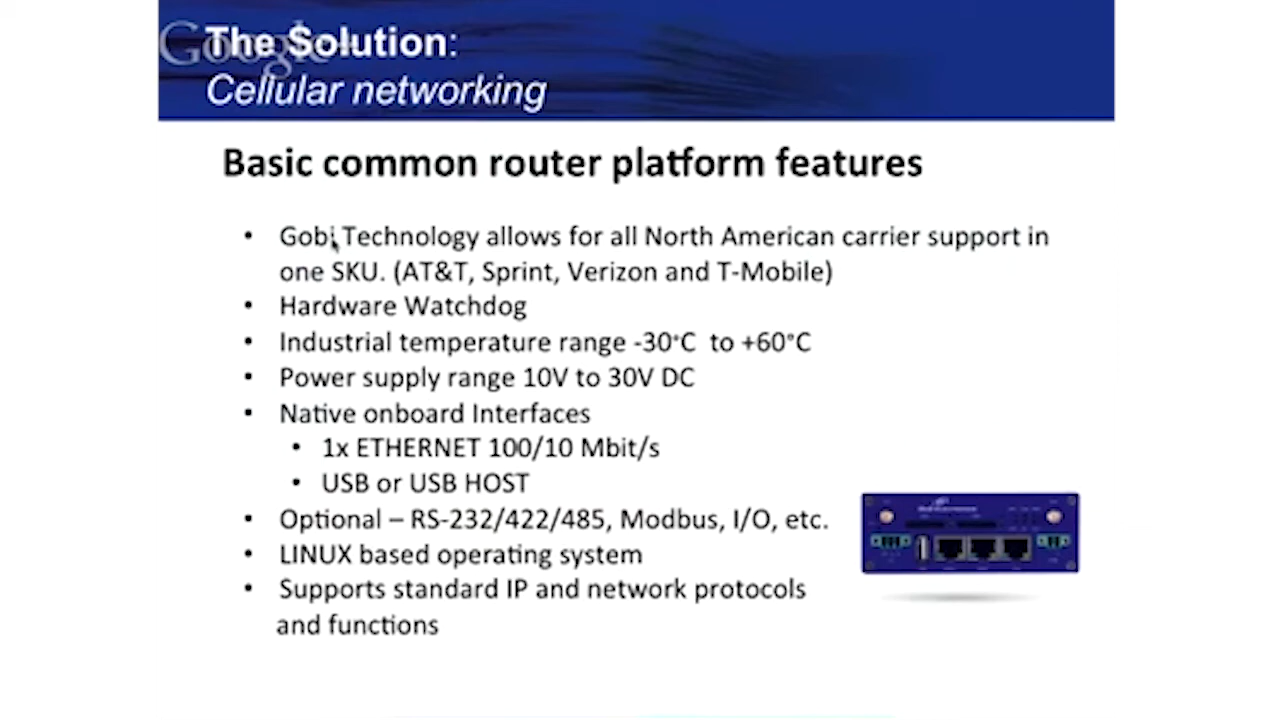 Google
The Solution:
Cellular networking
Basic common router platform features
• Gobi Technology allows for all North American carrier support in
one SKU. (AT&T, Sprint, Verizon and T-Mobile)
• Hardware Watchdog
• Industrial temperature range -30°C to +60°C
• Power supply range 10V to 30V DC
• Native onboard Interfaces
• 1x ETHERNET 100/10 Mbit/s
• USB or USB HOST
• Optional – RS-232/422/485, Modbus, I/O, etc.
• LINUX based operating system
• Supports standard IP and network protocols
and functions